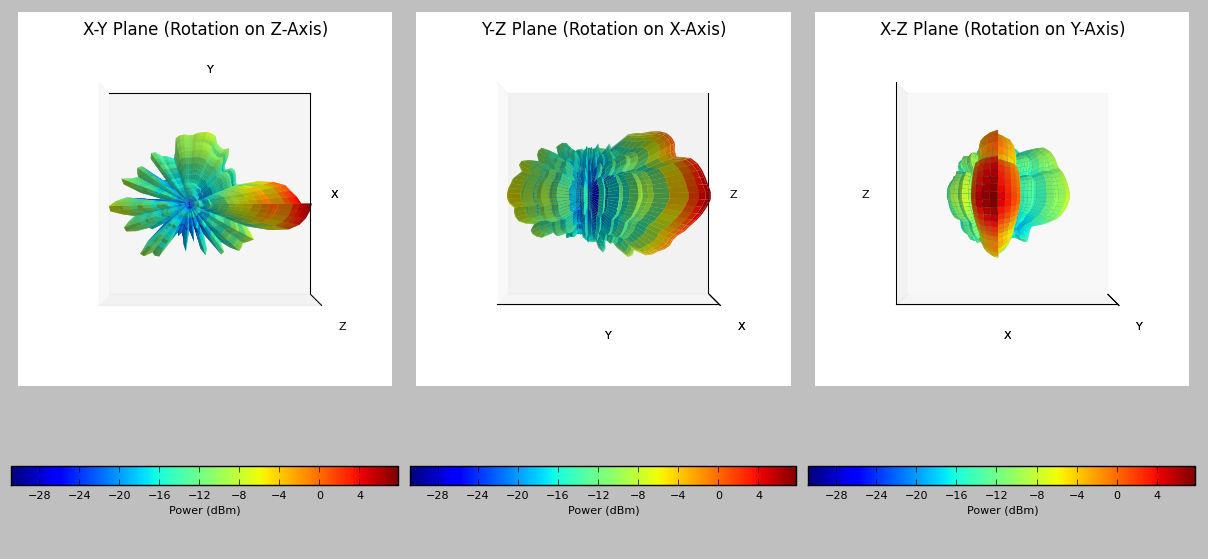 X-Y Plane (Rotation on Z-Axis)
Y
X
Z
−28 −24 −20 −16 −12 −8 −4 0 4
Power (dBm)
Y-Z Plane (Rotation on X-Axis)
Z
X
Y
−28 −24 −20 −16 −12 −8 −4 0 4
Power (dBm)
X-Z Plane (Rotation on Y-Axis)
Z
Y
X
−28 −24 −20 −16 −12 −8 −4 0 4
Power (dBm)